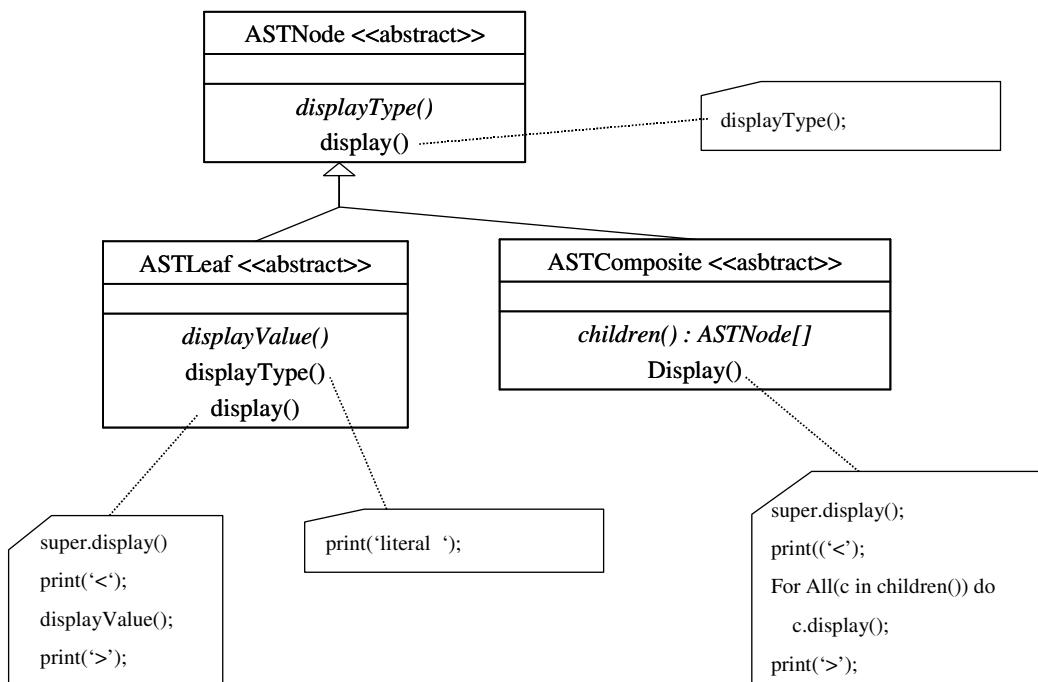 ASTNode <<abstract>>
displayType()
display()
displayType();
ASTLeaf <<abstract>>
displayValue()
displayType()
display()
ASTComposite <<asbtract>>
children() : ASTNode[]
Display()
super.display()
print(‘<‘);
displayValue();
print(‘>’);
print(‘literal  ‘);
super.display();
print((‘<’);
For All(c in children()) do
c.display();
print(‘>’);